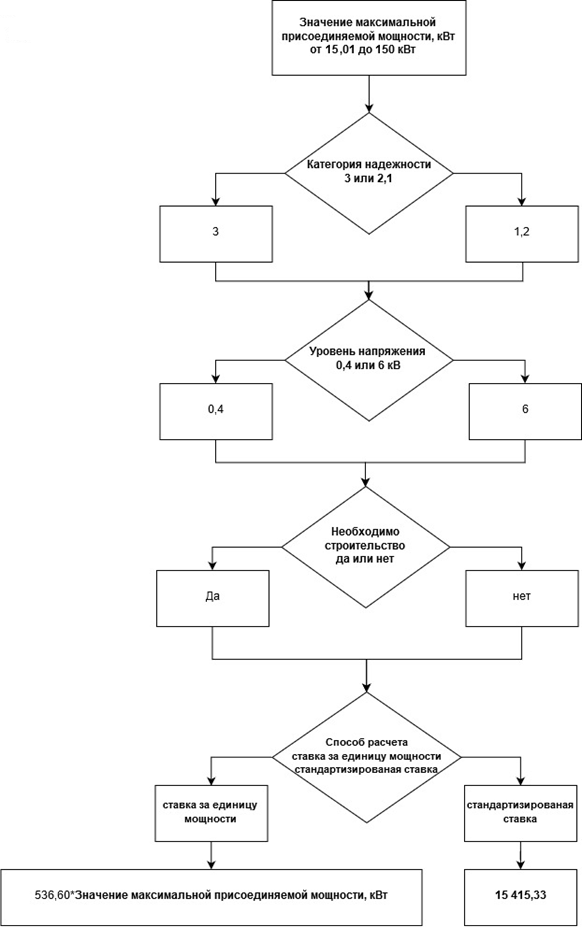 Значение максимальной
присоединяемой мощности, кВт
от 15,01 до 150 кВт
Категория надежности
3 или 2,1
3
1,2
Уровень напряжения
0,4 или 6 кВ
0,4
6
Необходимо
строительство
да или нет
Да
нет
Способ расчета
ставка за единицу мощности
стандартизированая ставка
ставка за единицу
мощности
стандартизированая
ставка
536,60*Значение максимальной присоединяемой мощности, кВт
15 415,33